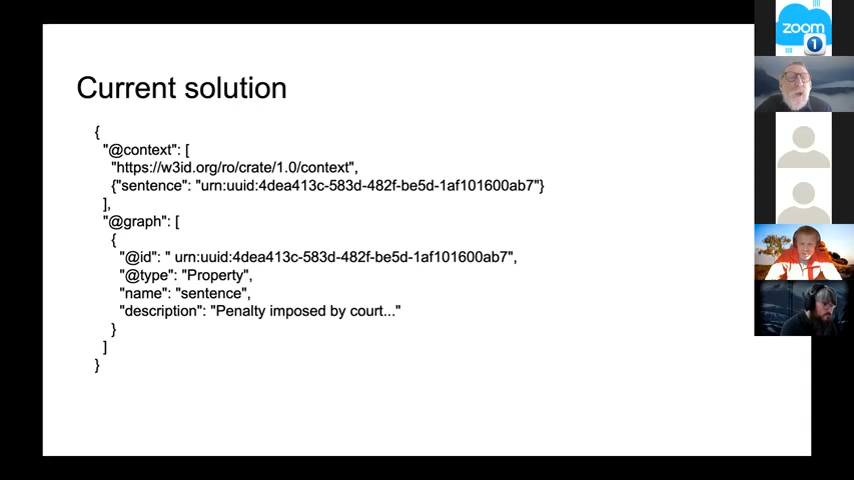 Current solution
{
"@context": [
"https://w3id.org/ro/crate/1.0/context",
{"sentence": "urn:uuid:4dea413c-583d-482f-be5d-1af101600ab7"}
],
"@graph": [
{
"@id": " urn:uuid:4dea413c-583d-482f-be5d-1af101600ab7",
"@type": "Property",
"name": "sentence",
"description": "Penalty imposed by court..."
}
]
}
zoom
1